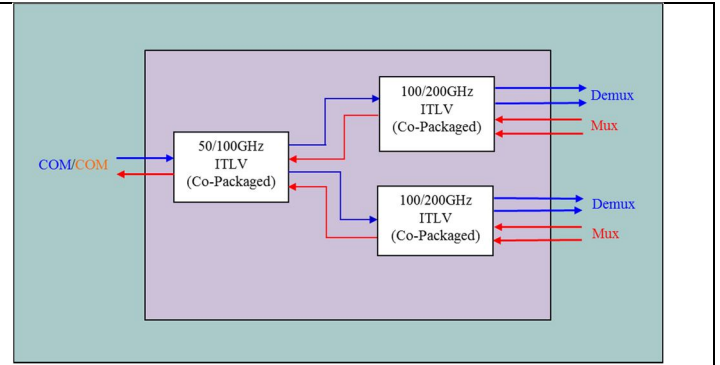 COM/COM
50/100GHz
ITLV
(Co-Packaged)
100/200GHz
ITLV
(Co-Packaged)
Demux
Mux
100/200GHz
ITLV
(Co-Packaged)
Demux
Mux